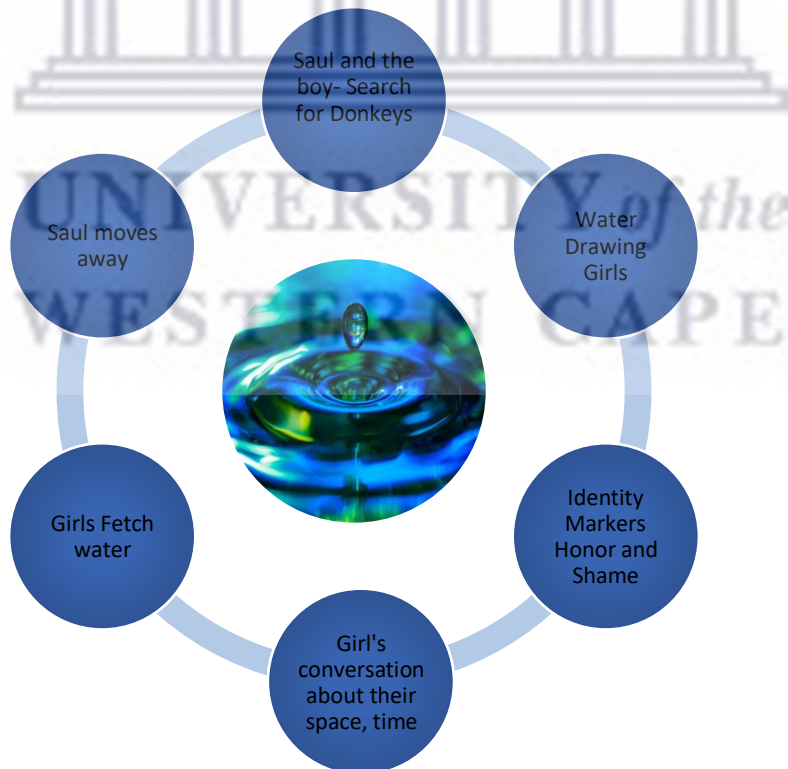 Saul and the
boy- Search
for Donkeys
UNIVERSITY of the
Water
Drawing
Girls
Saul moves
away
WESTERN CAPE
Identity
Markers
Honor and
Shame
Girls Fetch
water
Girl's
conversation
about their
space, time